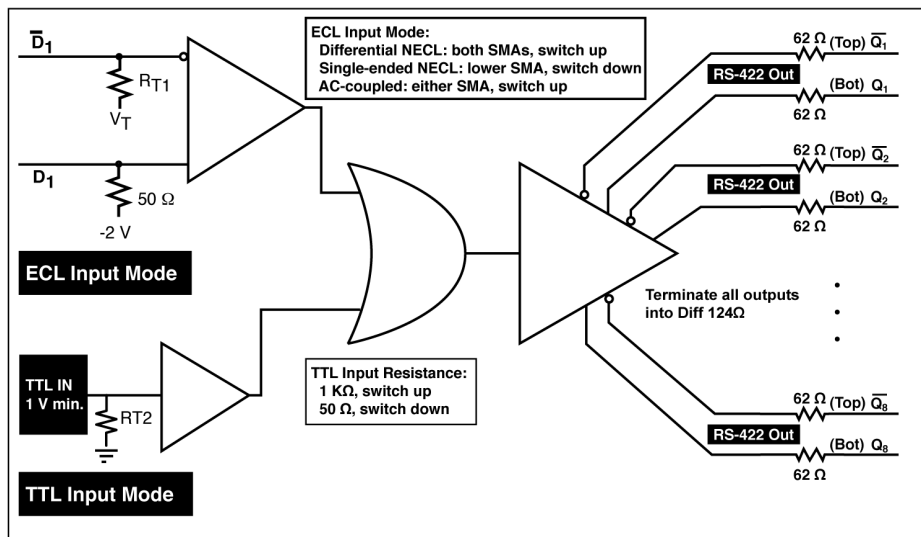 D̅1
RT1
VT
D1
50 Ω
-2 V
ECL Input Mode
ECL Input Mode:
Differential NECL: both SMAs, switch up
Single-ended NECL: lower SMA, switch down
AC-coupled: either SMA, switch up
TTL IN
1 V min.
RT2
TTL Input Mode
TTL Input Resistance:
1 KΩ, switch up
50 Ω, switch down
62 Ω (Top) Q̅1
RS-422 Out
(Bot) Q1
62 Ω
62 Ω (Top) Q̅2
RS-422 Out
(Bot) Q2
62 Ω
Terminate all outputs
into Diff 124Ω
62 Ω (Top) Q̅8
RS-422 Out
(Bot) Q8
62 Ω